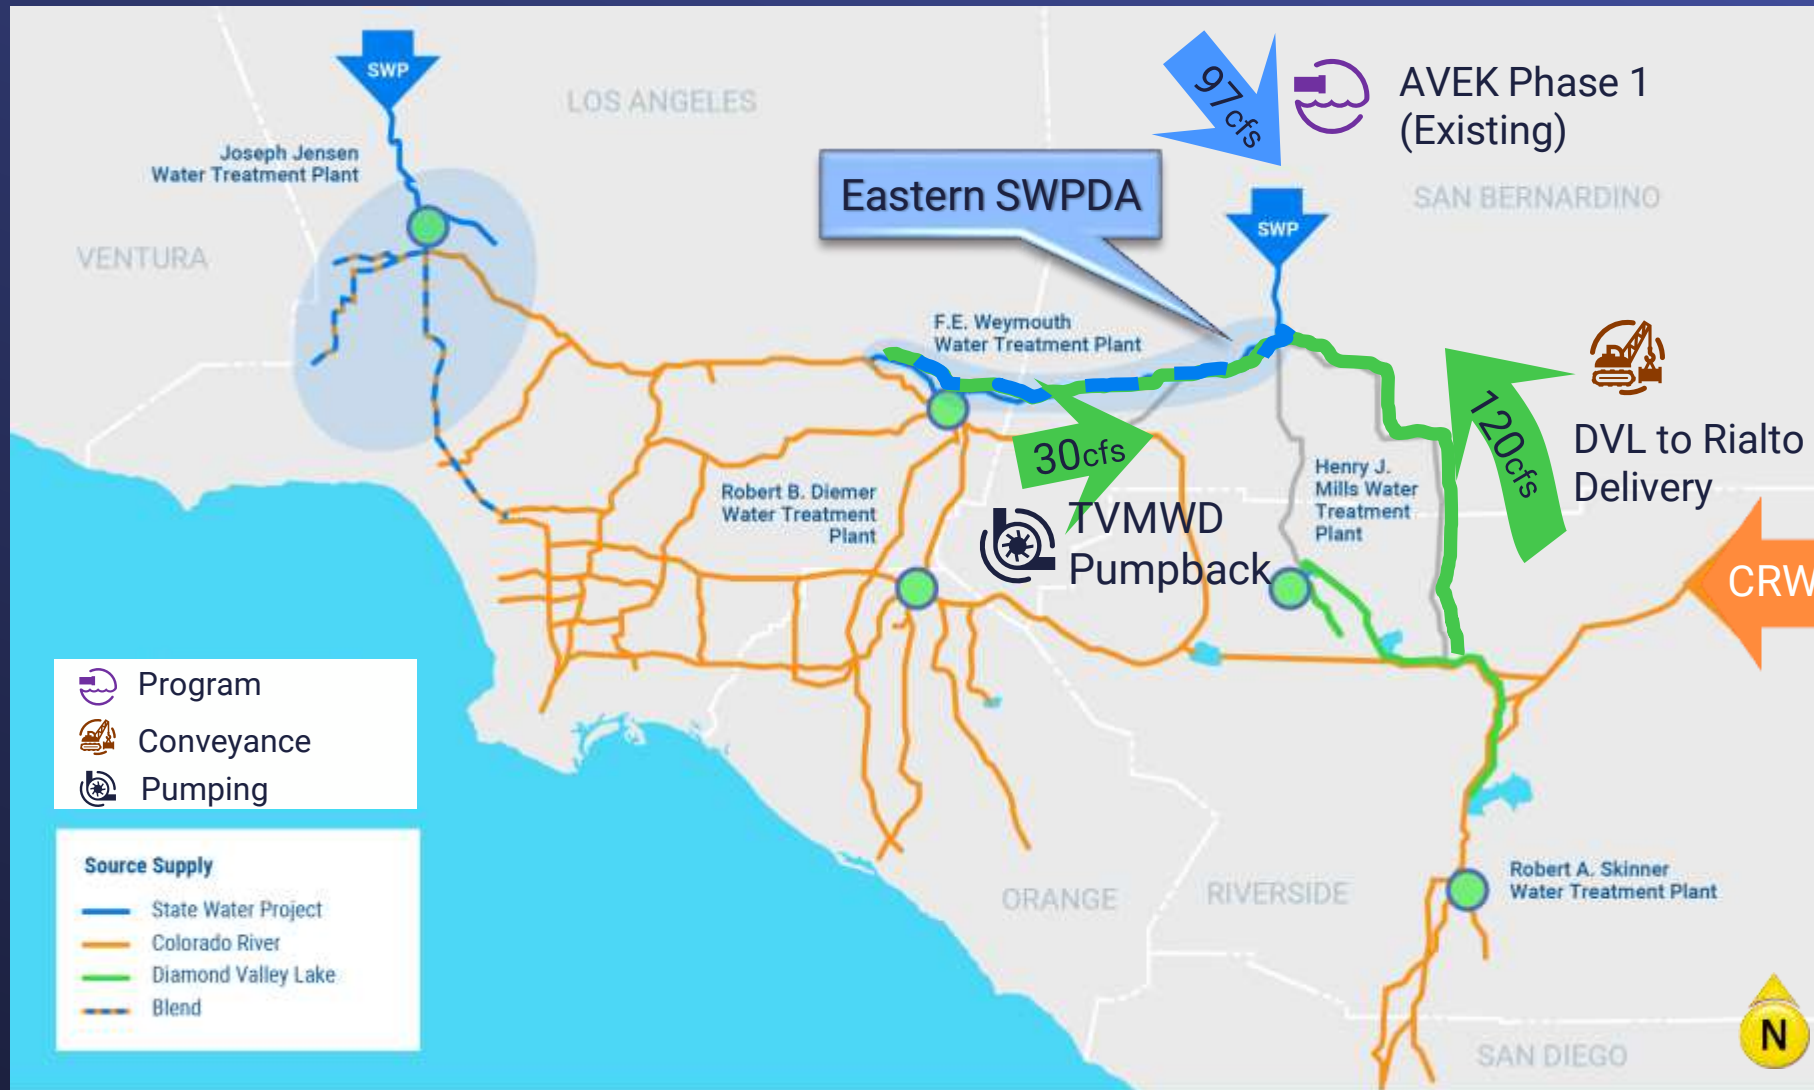 SWP
LOS ANGELES
97cfs
AVEK Phase 1
(Existing)
Joseph Jensen
Water Treatment Plant
Eastern SWPDA
SAN BERNARDINO
SWP
VENTURA
F.E. Weymouth
Water Treatment Plant
120cfs
DVL to Rialto
Delivery
30cfs
Henry J.
Mills Water
Treatment
Plant
Robert B. Diemer
Water Treatment
Plant
TVMWD
Pumpback
CRW
Program
Conveyance
Pumping
Source Supply
State Water Project
Colorado River
Diamond Valley Lake
Blend
ORANGE
RIVERSIDE
Robert A. Skinner
Water Treatment Plant
SAN DIEGO
N